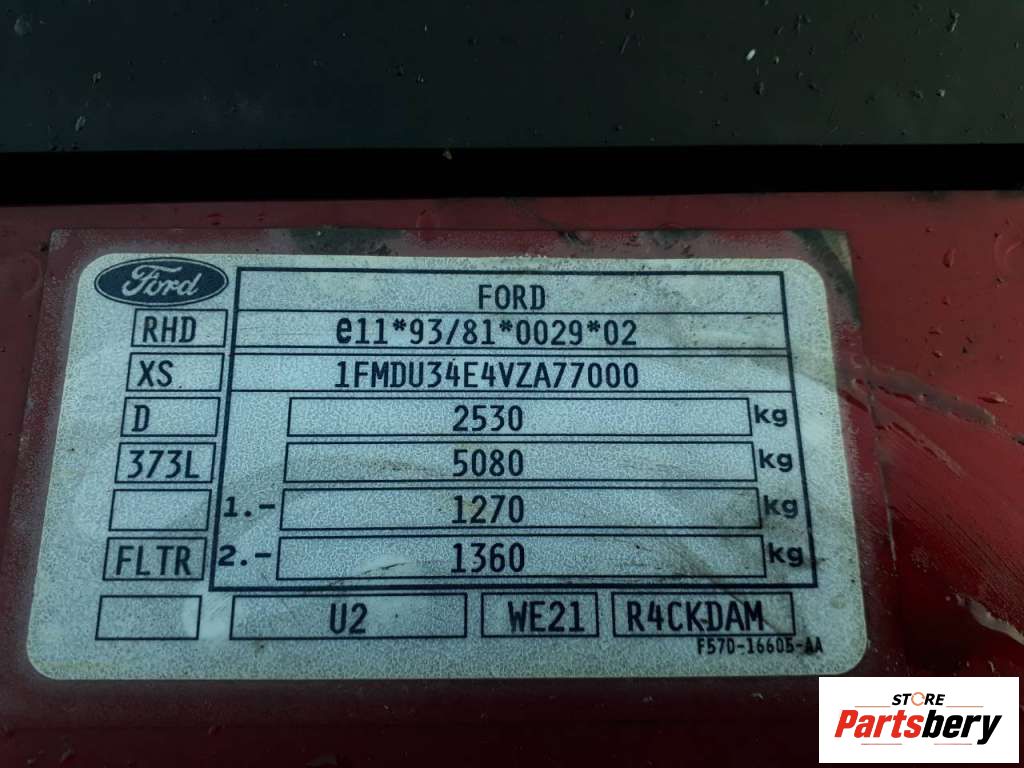 Ford
FORD
RHD
e11*93/81*0029*02
XS
1FMDU34E4VZA77000
D
2530 kg
373L
5080 kg
1.- 1270 kg
FLTR
2.- 1360 kg
U2 WE21 R4CKDAM
F57D-16605-AA
STORE
Partsbery